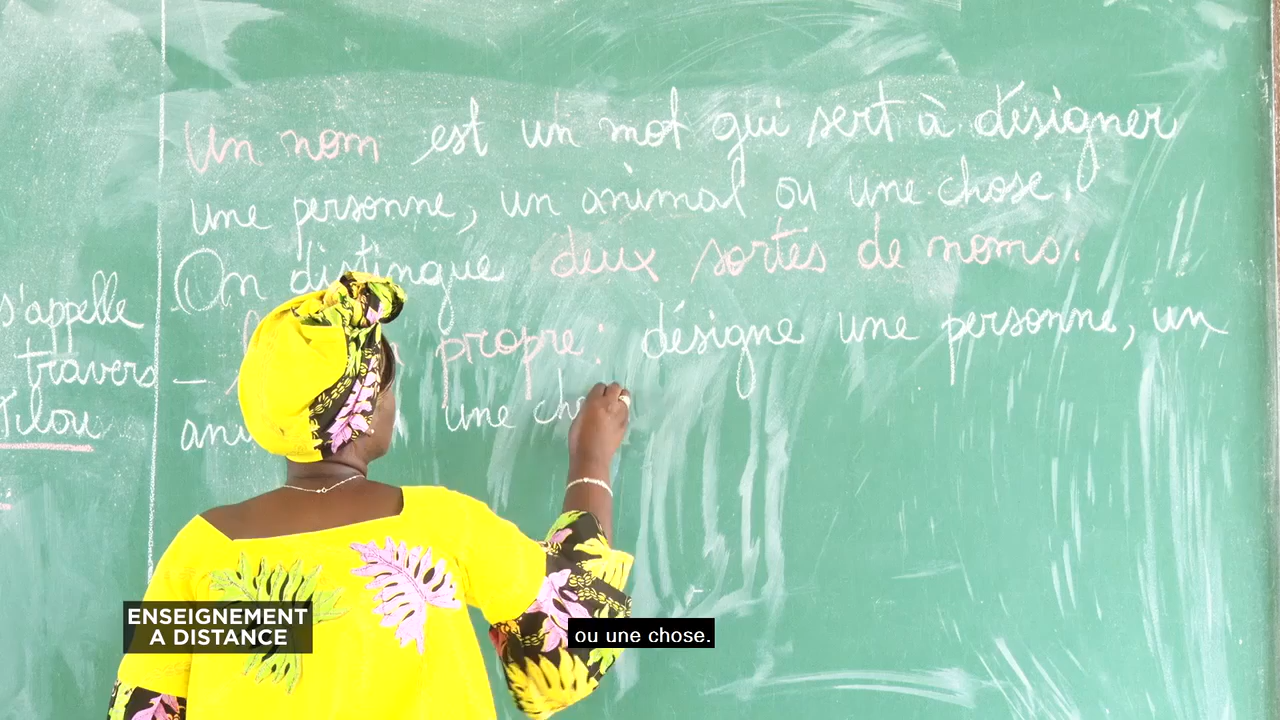 s'appelle
travers
Tilou
Un nom est un mot qui sert à désigner
une personne, un animal ou une chose.
On distingue deux sortes de noms.
- propre : désigne une personne, un
une
ENSEIGNEMENT
A DISTANCE
ou une chose.